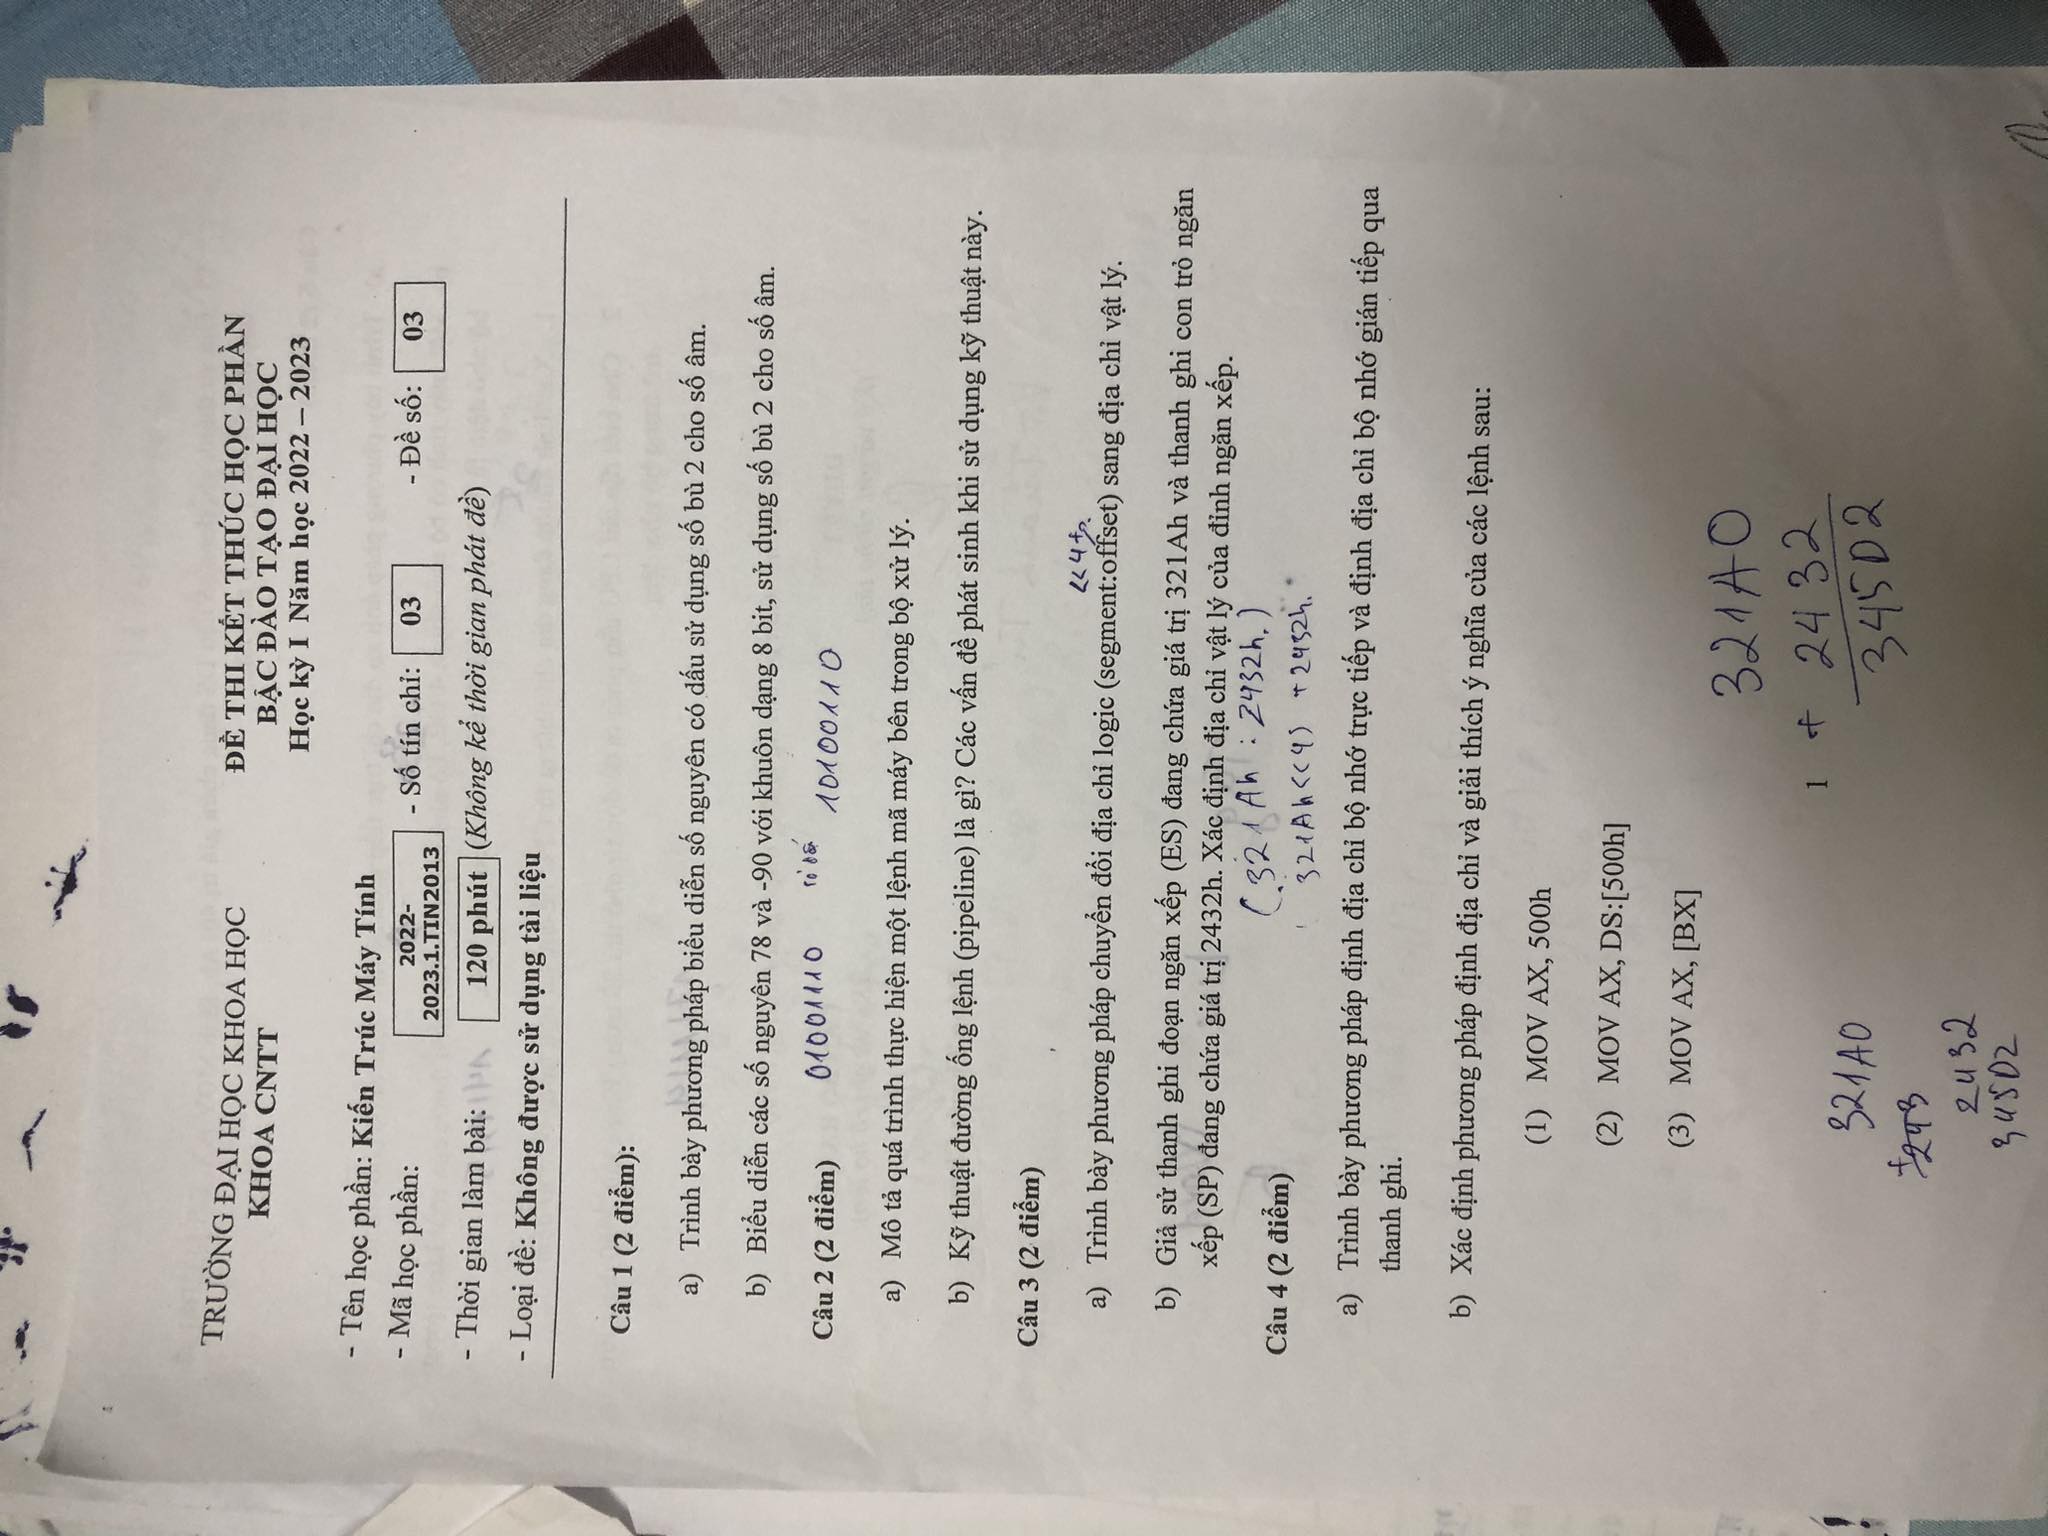 TRƯỜNG ĐẠI HỌC KHOA HỌC
KHOA CNTT
ĐỀ THI KẾT THÚC HỌC PHẦN
BẬC ĐÀO TẠO ĐẠI HỌC
Học kỳ I Năm học 2022 – 2023
- Tên học phần: Kiến Trúc Máy Tính
- Mã học phần: 2022-2023.1.TIN2013 - Số tín chỉ: 03 - Đề số: 03
- Thời gian làm bài: 120 phút (Không kể thời gian phát đề)
- Loại đề: Không được sử dụng tài liệu
Câu 1 (2 điểm):
a) Trình bày phương pháp biểu diễn số nguyên có dấu sử dụng số bù 2 cho số âm.
b) Biểu diễn các số nguyên 78 và -90 với khuôn dạng 8 bit, sử dụng số bù 2 cho số âm.
01001110 10100110
Câu 2 (2 điểm)
a) Mô tả quá trình thực hiện một lệnh mã máy bên trong bộ xử lý.
b) Kỹ thuật đường ống lệnh (pipeline) là gì? Các vấn đề phát sinh khi sử dụng kỹ thuật này.
Câu 3 (2 điểm)
<<4+
a) Trình bày phương pháp chuyển đổi địa chỉ logic (segment:offset) sang địa chỉ vật lý.
b) Giả sử thanh ghi đoạn ngăn xếp (ES) đang chứa giá trị 321Ah và thanh ghi con trỏ ngăn
xếp (SP) đang chứa giá trị 2432h. Xác định địa chỉ vật lý của đỉnh ngăn xếp.
(321Ah : 2432h.)
321Ah<<4) + 2432h.
Câu 4 (2 điểm)
a) Trình bày phương pháp định địa chỉ bộ nhớ trực tiếp và định địa chỉ bộ nhớ gián tiếp qua
thanh ghi.
b) Xác định phương pháp định địa chỉ và giải thích ý nghĩa của các lệnh sau:
(1) MOV AX, 500h
(2) MOV AX, DS:[500h]
(3) MOV AX, [BX]
321A0
+ 2432
345D2
1
321A0
+
243
2432
345D2